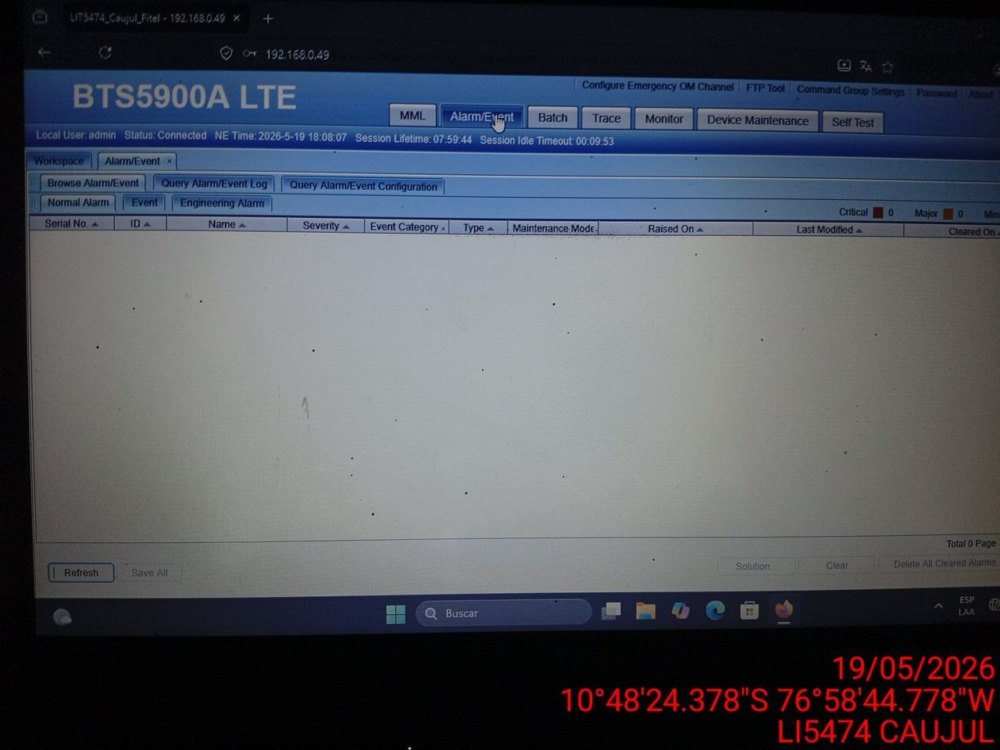 LIT5474_Caujul_Fitel - 192.168.0.49
192.168.0.49
BTS5900A LTE
Configure Emergency OM Channel FTP Tool Command Group Settings Password About
MML Alarm/Event Batch Trace Monitor Device Maintenance Self Test
Local User: admin Status: Connected NE Time: 2026-5-19 18:08:07 Session Lifetime: 07:59:44 Session Idle Timeout: 00:09:53
Workspace Alarm/Event
Browse Alarm/Event Query Alarm/Event Log Query Alarm/Event Configuration
Normal Alarm Event Engineering Alarm
Critical 0 Major 0 Min
Serial No. ID Name Severity Event Category Type Maintenance Mode Raised On Last Modified Cleared On
Total 0 Page
Refresh Save All Solution... Clear Delete All Cleared Alarms
Buscar
ESP
LAA
19/05/2026
10°48'24.378"S 76°58'44.778"W
LI5474 CAUJUL